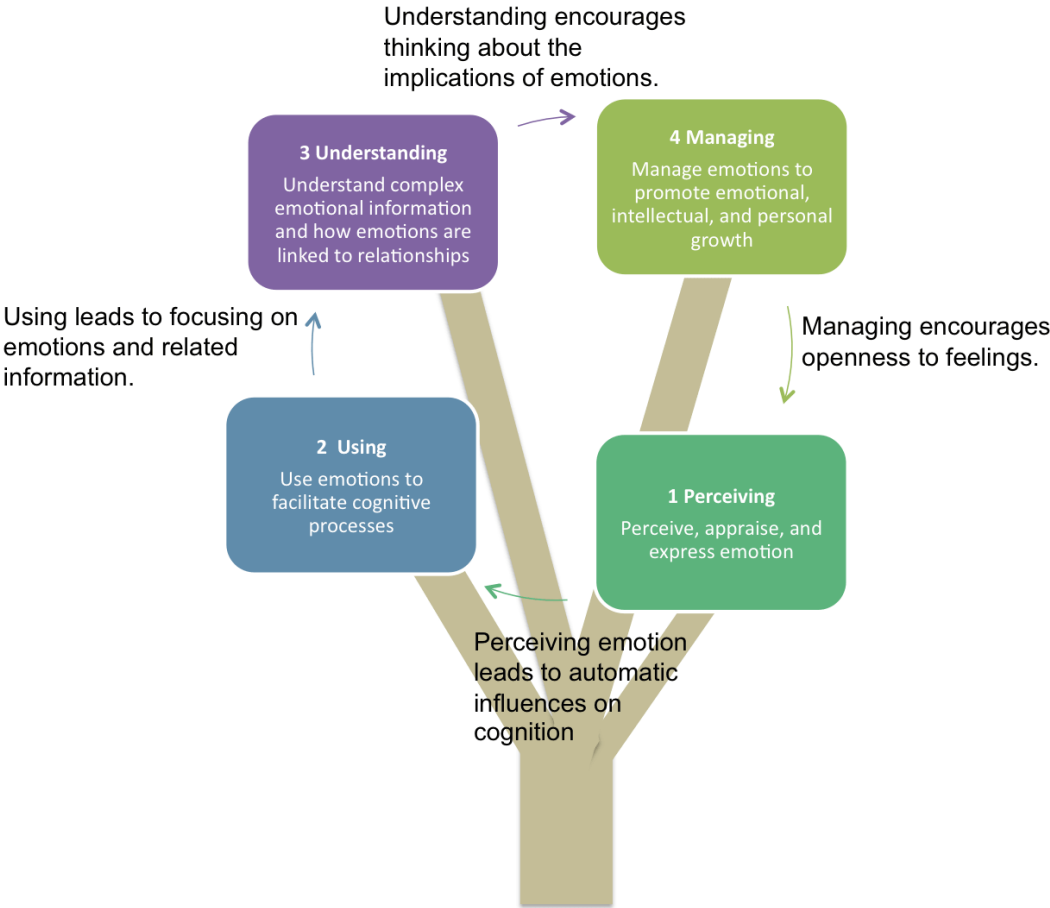 Understanding encourages
thinking about the
implications of emotions.
3 Understanding
Understand complex
emotional information
and how emotions are
linked to relationships
4 Managing
Manage emotions to
promote emotional,
intellectual, and personal
growth
Using leads to focusing on
emotions and related
information.
Managing encourages
openness to feelings.
2 Using
Use emotions to
facilitate cognitive
processes
1 Perceiving
Perceive, appraise, and
express emotion
Perceiving emotion
leads to automatic
influences on
cognition